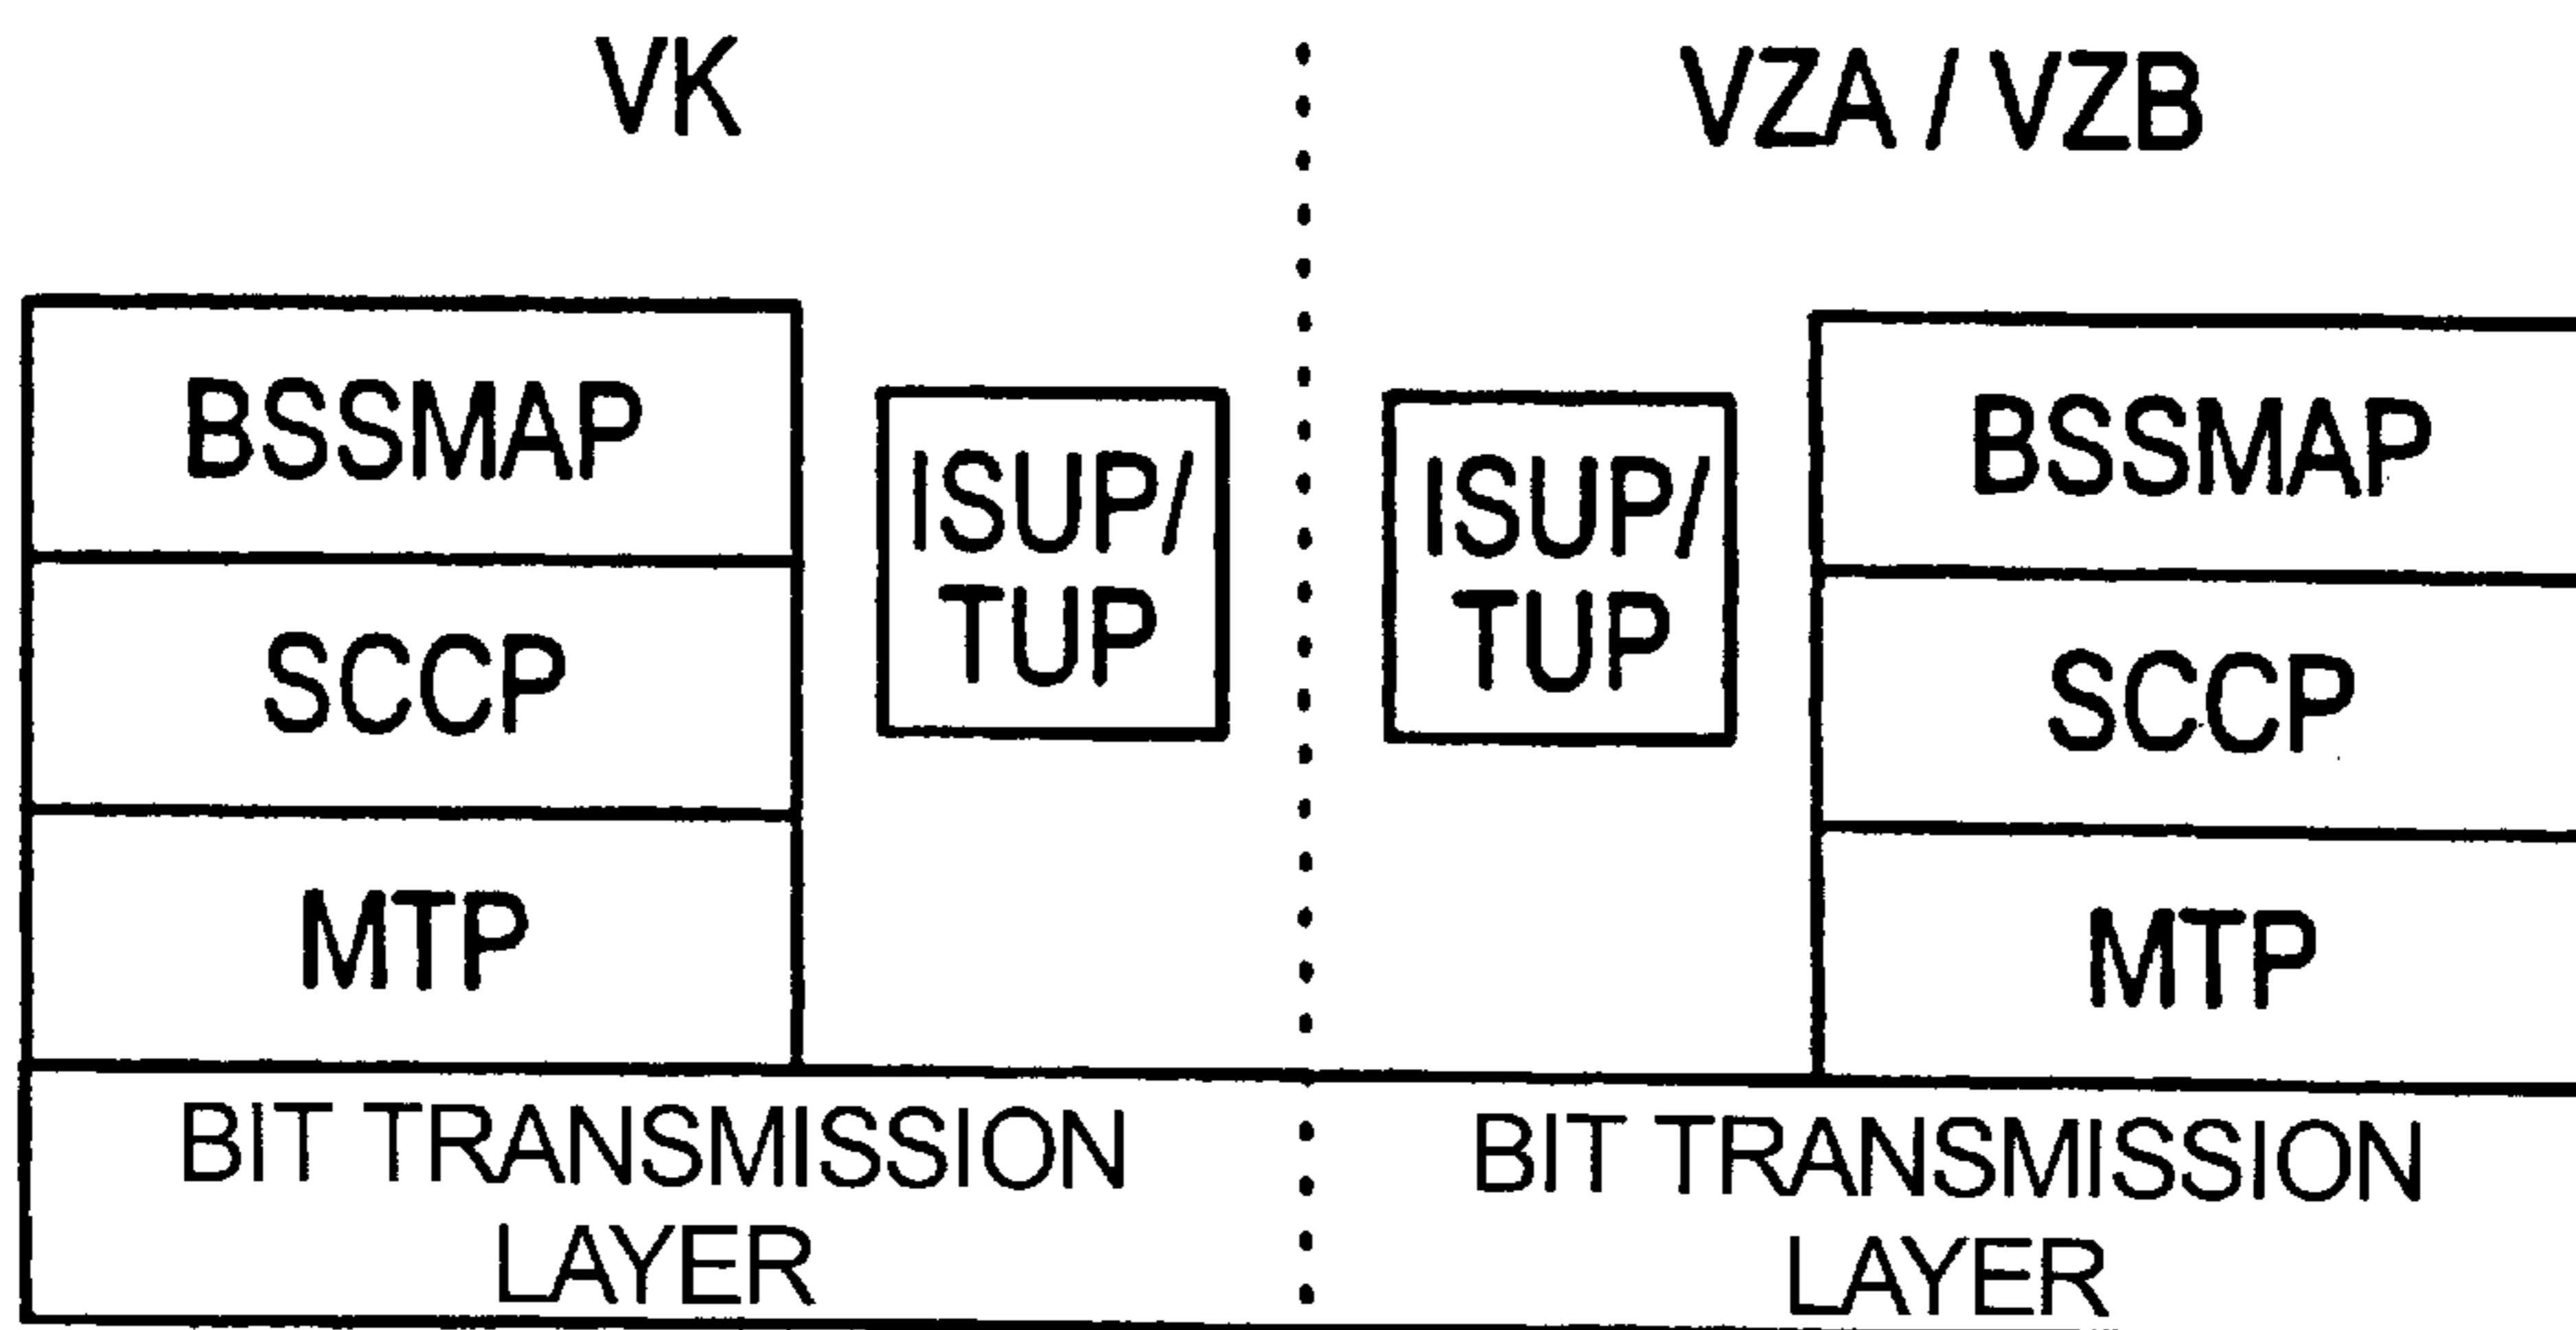 VK
VZA / VZB
BSSMAP
ISUP/
TUP
SCCP
MTP
BIT TRANSMISSION
LAYER
ISUP/
TUP
BSSMAP
SCCP
MTP
BIT TRANSMISSION
LAYER